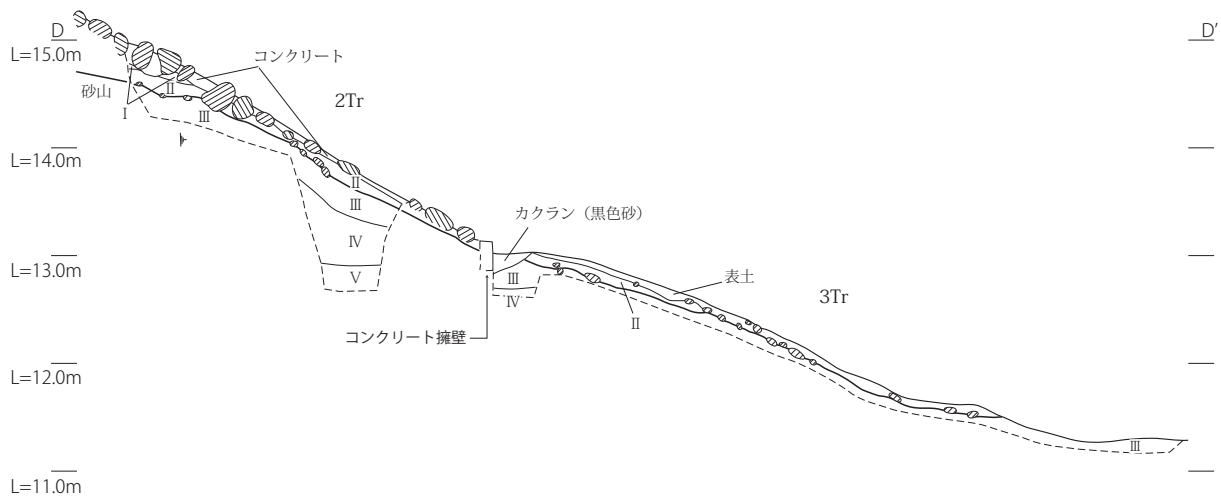 D
D'
L=15.0m
コンクリート
砂山
Ⅱ
Ⅰ
Ⅲ
2Tr
L=14.0m
Ⅱ
Ⅲ
カクラン（黒色砂）
Ⅳ
L=13.0m
Ⅴ
Ⅲ
Ⅳ
表土
3Tr
Ⅱ
コンクリート擁壁
L=12.0m
Ⅲ
L=11.0m